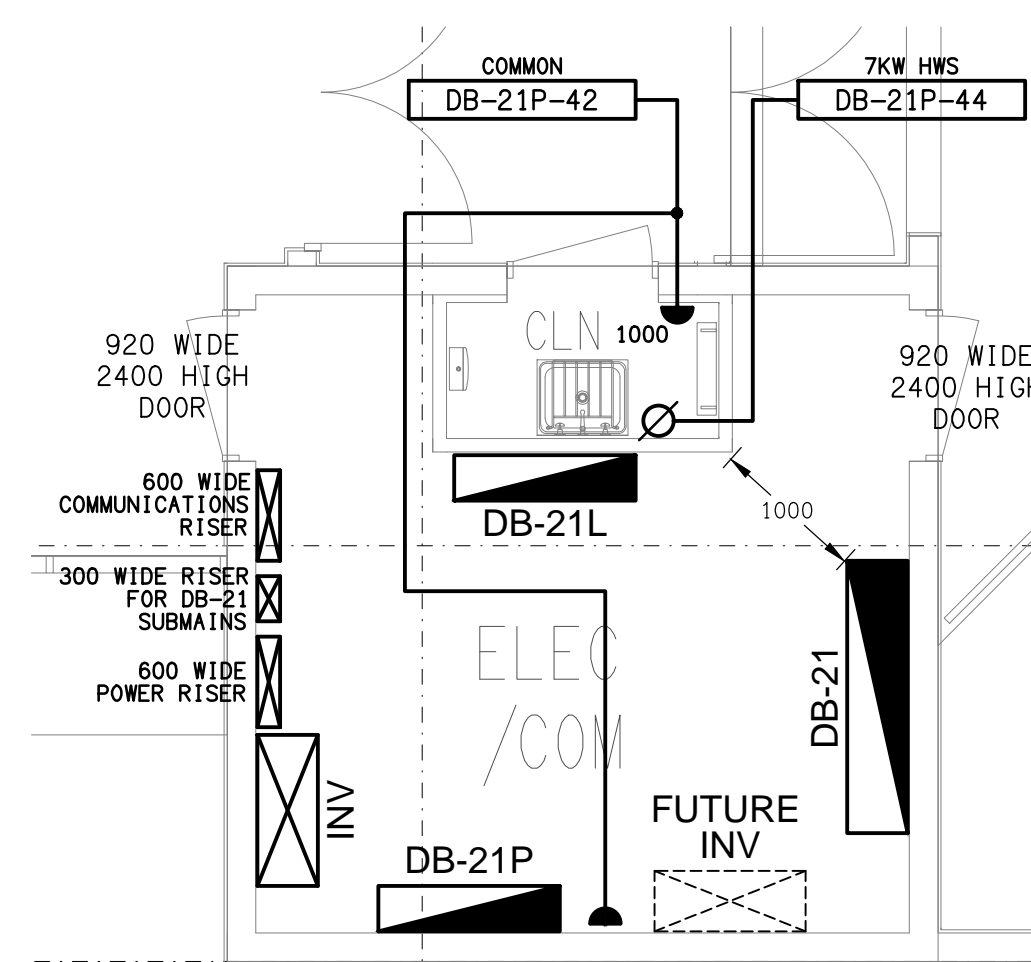 COMMON
DB-21P-42
7KW HWS
DB-21P-44
920 WIDE
2400 HIGH
DOOR
CLN
1000
920 WIDE
2400 HIGH
DOOR
600 WIDE
COMMUNICATIONS
RISER
DB-21L
1000
300 WIDE RISER
FOR DB-21
SUBMAINS
600 WIDE
POWER RISER
ELEC
/COM
DB-21
INV
FUTURE
INV
DB-21P